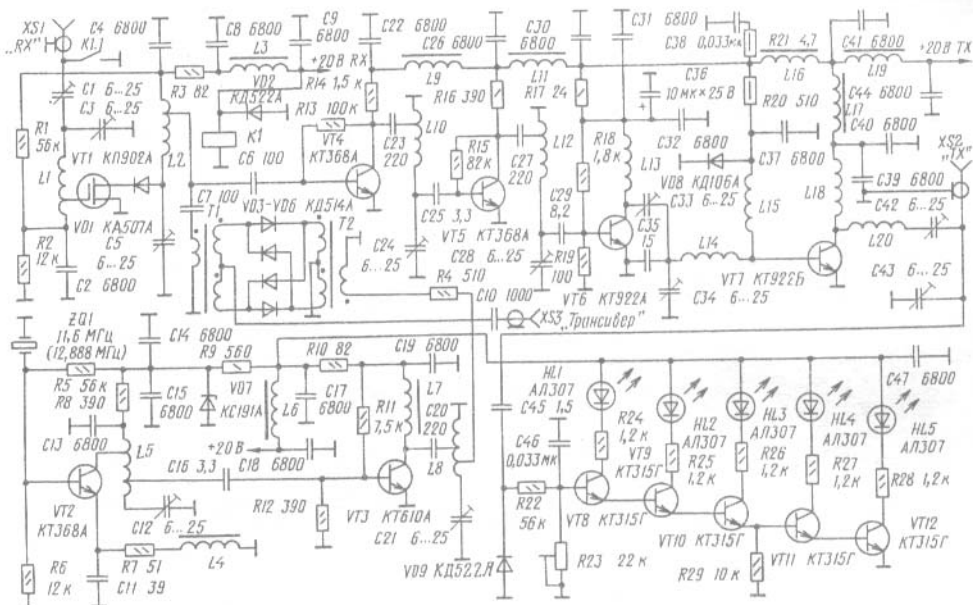 XS1
„RX"
C4 6800
K1.1
C8 6800
C9
6800
C22 6800
C26 6800
C30
6800
C31 6800
C38 0,033мк
R21 4,7
C41 6800
+20В TX
L3
R3 82
VD2
КД522А
+20В RX
R14 1,5к
L9
L11
L16
L19
C1 6...25
C3 6...25
R1
56к
L2
K1
R13 100к
VT4
КТ368А
C23
220
L10
R16 390
R17 24
C36
10 мк×25 В
R20 510
C44 6800
L17
C40 6800
VT1 КП902А
L1
VD1 КА507А
C6 100
R15
82к
L12
C27
220
R18
1,8к
L13
C32 6800
VD8 КД106А
C37 6800
L18
XS2
„TX"
C39 6800
C7 100
T1
VD3-VD6 КД514А
T2
C25 3,3
C29
8,2
C33 6...25
L15
C42 6...25
R2
12к
C5
6...25
C2 6800
C24
6...25
VT5 КТ368А
C28 6...25
R19
100
C35
15
L14
L20
R4 510
C10 1000
VT6 КТ922А
C34 6...25
VT7 КТ922Б
C43 6...25
XS3 „Трансивер"
ZQ1
11,6 МГц
(12,888 МГц)
C14 6800
R9 560
R10 82
C19 6800
R5 56к
R8 390
C15
6800
VD7
КС191А
L6
C17
6800
R11
7,5к
L7
C20
220
C45 1,5
HL1
АЛ307
C47 6800
C13 6800
L5
+20В
C16 3,3
C18 6800
L8
C46
0,033мк
R24
1,2к
VT9
КТ315Г
HL2
АЛ307
R25
1,2к
HL3
АЛ307
R26
1,2к
HL4
АЛ307
R27
1,2к
HL5
АЛ307
R28 1,2к
VT2
КТ368А
C12 6...25
R12 390
VT3 КТ610А
C21 6...25
R22
56к
VT8 КТ315Г
VT10 КТ315Г
VT11 КТ315Г
VT12
КТ315Г
R6
12к
R7 51
L4
C11 39
VD9 КД522А
R23 22к
R29 10к